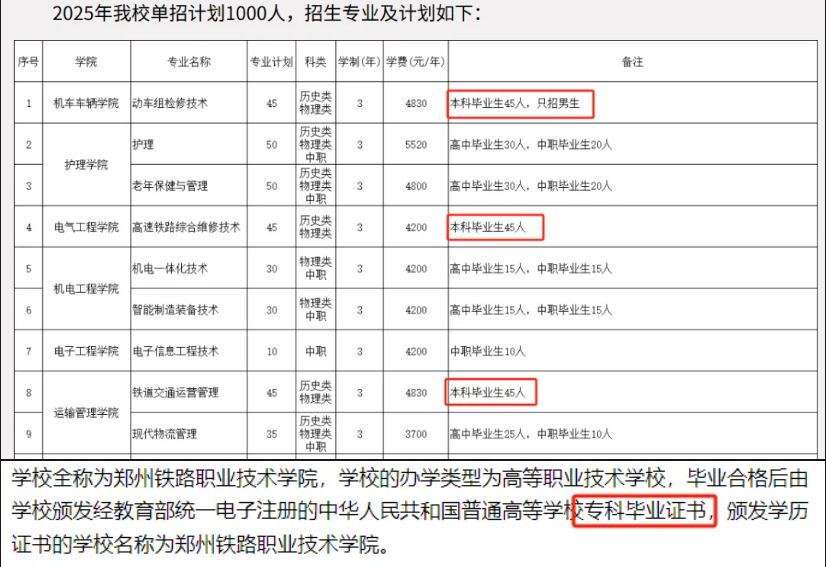 2025年我校单招计划1000人，招生专业及计划如下：
序号 学院 专业名称 专业计划 科类 学制(年) 学费(元/年) 备注
1 机车车辆学院 动车组检修技术 45 历史类 物理类 3 4830 本科毕业生45人，只招男生
2 护理学院 护理 50 历史类 物理类 中职 3 5520 高中毕业生30人，中职毕业生20人
3 老年保健与管理 50 历史类 物理类 中职 3 4800 高中毕业生30人，中职毕业生20人
4 电气工程学院 高速铁路综合维修技术 45 历史类 物理类 3 4200 本科毕业生45人
5 机电工程学院 机电一体化技术 30 物理类 中职 3 4200 高中毕业生15人，中职毕业生15人
6 智能制造装备技术 30 物理类 中职 3 4200 高中毕业生15人，中职毕业生15人
7 电子工程学院 电子信息工程技术 10 中职 3 4200 中职毕业生10人
8 运输管理学院 铁道交通运营管理 45 历史类 物理类 3 4830 本科毕业生45人
9 现代物流管理 35 历史类 物理类 中职 3 3700 高中毕业生25人，中职毕业生10人
学校全称为郑州铁路职业技术学院，学校的办学类型为高等职业技术学校，毕业合格后由
学校颁发经教育部统一电子注册的中华人民共和国普通高等学校专科毕业证书，颁发学历
证书的学校名称为郑州铁路职业技术学院。